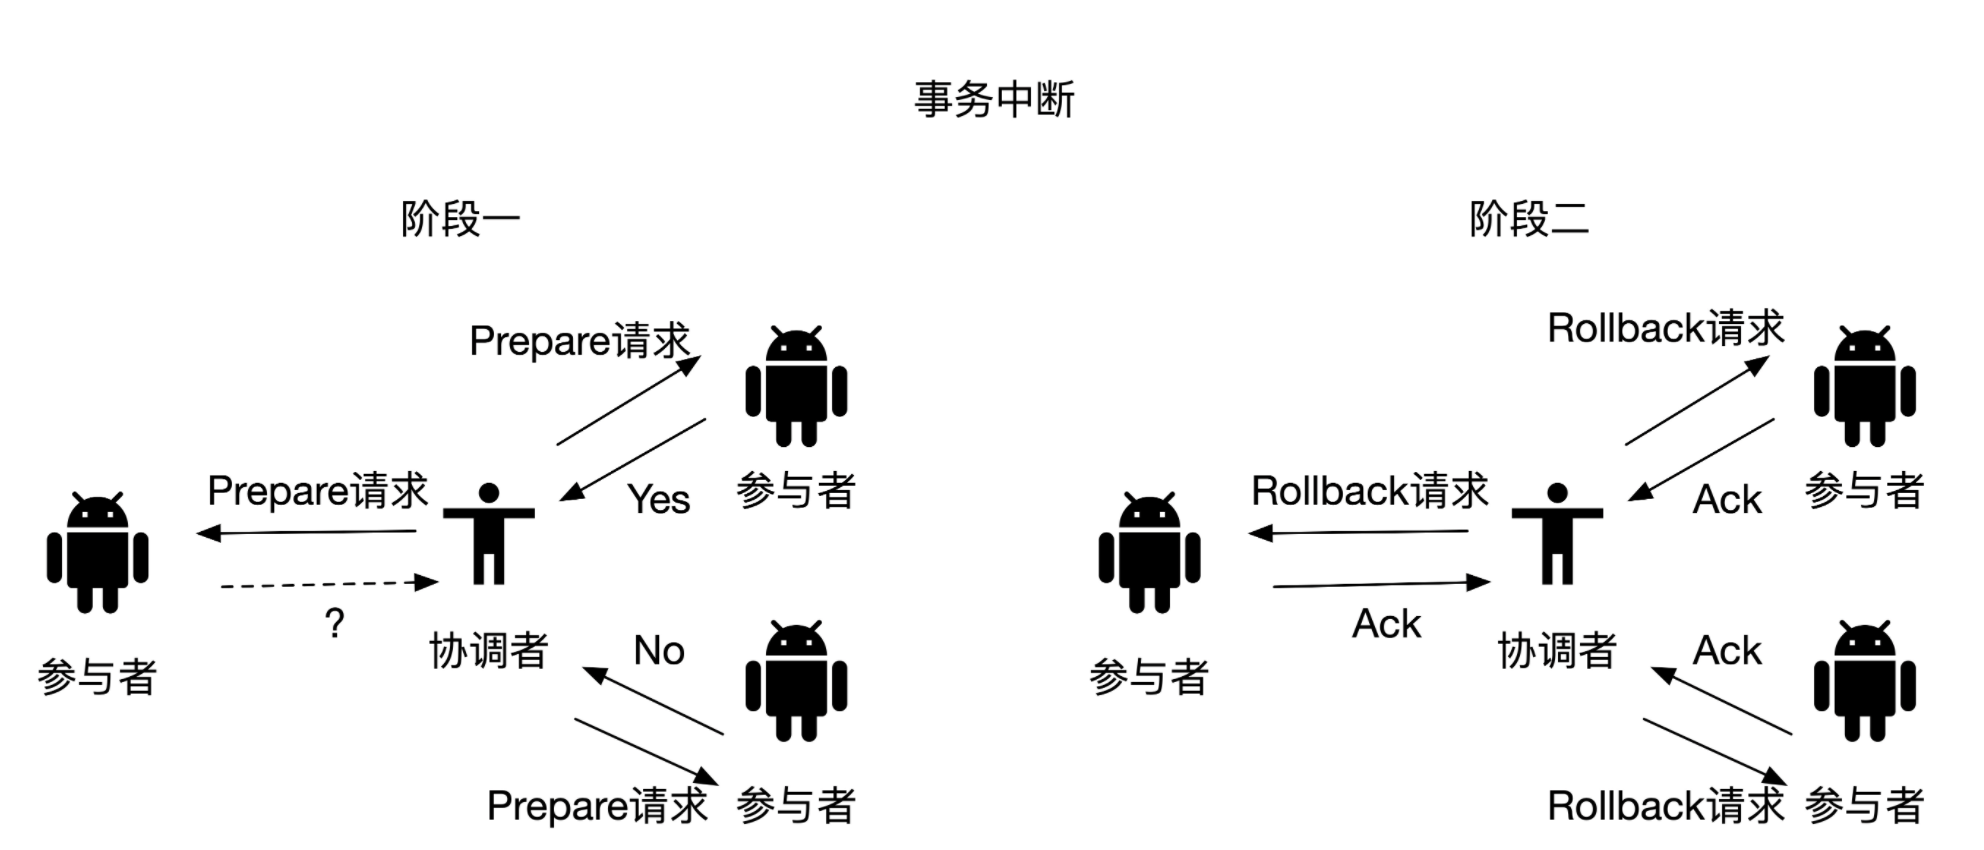 事务中断
阶段一
Prepare请求
参与者
Yes
Prepare请求
参与者
?
协调者
No
Prepare请求
参与者
阶段二
Rollback请求
参与者
Ack
Rollback请求
参与者
Ack
协调者
Ack
Rollback请求
参与者